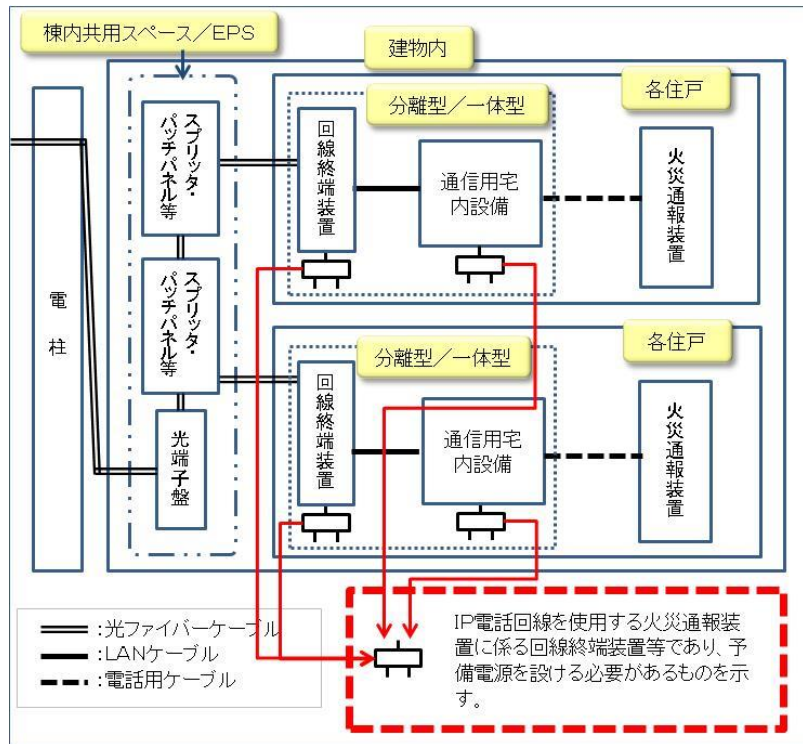 棟内共用スペース／EPS
建物内
電柱
スプリッタ・
パッチパネル等
スプリッタ・
パッチパネル等
光端子盤
分離型／一体型
各住戸
回線終端装置
通信用宅
内設備
火災通報装置
分離型／一体型
各住戸
回線終端装置
通信用宅
内設備
火災通報装置
:光ファイバーケーブル
:LANケーブル
:電話用ケーブル
IP電話回線を使用する火災通報装
置に係る回線終端装置等であり、予
備電源を設ける必要があるものを示
す。